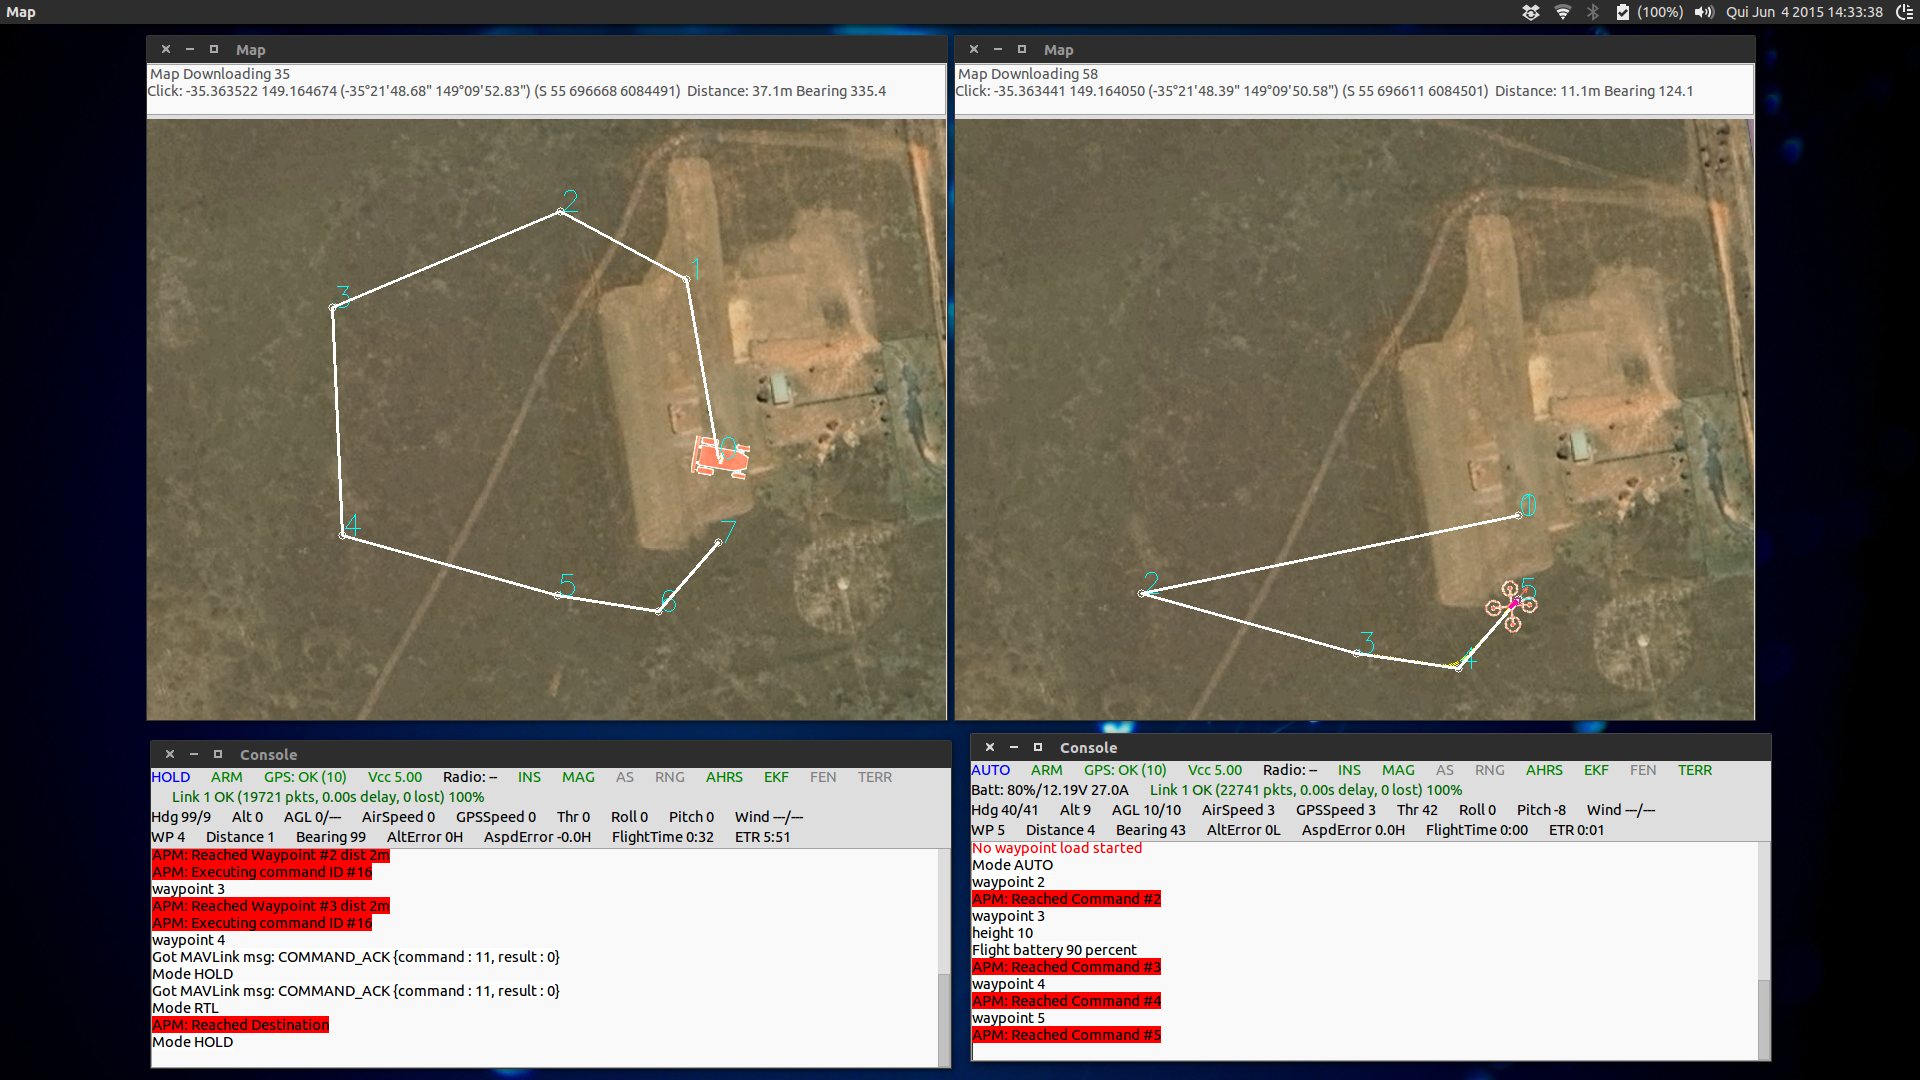 Map
(100%) Qui Jun 4 2015 14:33:38
Map
Map Downloading 35
Click: -35.363522 149.164674 (-35°21'48.68" 149°09'52.83") (S 55 696668 6084491) Distance: 37.1m Bearing 335.4
2
1
3
0
4
7
5
6
Map
Map Downloading 58
Click: -35.363441 149.164050 (-35°21'48.39" 149°09'50.58") (S 55 696611 6084501) Distance: 11.1m Bearing 124.1
2
5
3
Console
HOLD ARM GPS: OK (10) Vcc 5.00 Radio: -- INS MAG AS RNG AHRS EKF FEN TERR
Link 1 OK (19721 pkts, 0.00s delay, 0 lost) 100%
Hdg 99/9 Alt 0 AGL 0/--- AirSpeed 0 GPSSpeed 0 Thr 0 Roll 0 Pitch 0 Wind ---/---
WP 4 Distance 1 Bearing 99 AltError 0H AspdError -0.0H FlightTime 0:32 ETR 5:51
APM: Reached Waypoint #2 dist 2m
APM: Executing command ID #16
waypoint 3
APM: Reached Waypoint #3 dist 2m
APM: Executing command ID #16
waypoint 4
Got MAVLink msg: COMMAND_ACK {command : 11, result : 0}
Mode HOLD
Got MAVLink msg: COMMAND_ACK {command : 11, result : 0}
Mode RTL
APM: Reached Destination
Mode HOLD
Console
AUTO ARM GPS: OK (10) Vcc 5.00 Radio: -- INS MAG AS RNG AHRS EKF FEN TERR
Batt: 80%/12.19V 27.0A Link 1 OK (22741 pkts, 0.00s delay, 0 lost) 100%
Hdg 40/41 Alt 9 AGL 10/10 AirSpeed 3 GPSSpeed 3 Thr 42 Roll 0 Pitch -8 Wind ---/---
WP 5 Distance 4 Bearing 43 AltError 0L AspdError 0.0H FlightTime 0:00 ETR 0:01
No waypoint load started
Mode AUTO
waypoint 2
APM: Reached Command #2
waypoint 3
height 10
Flight battery 90 percent
APM: Reached Command #3
waypoint 4
APM: Reached Command #4
waypoint 5
APM: Reached Command #5